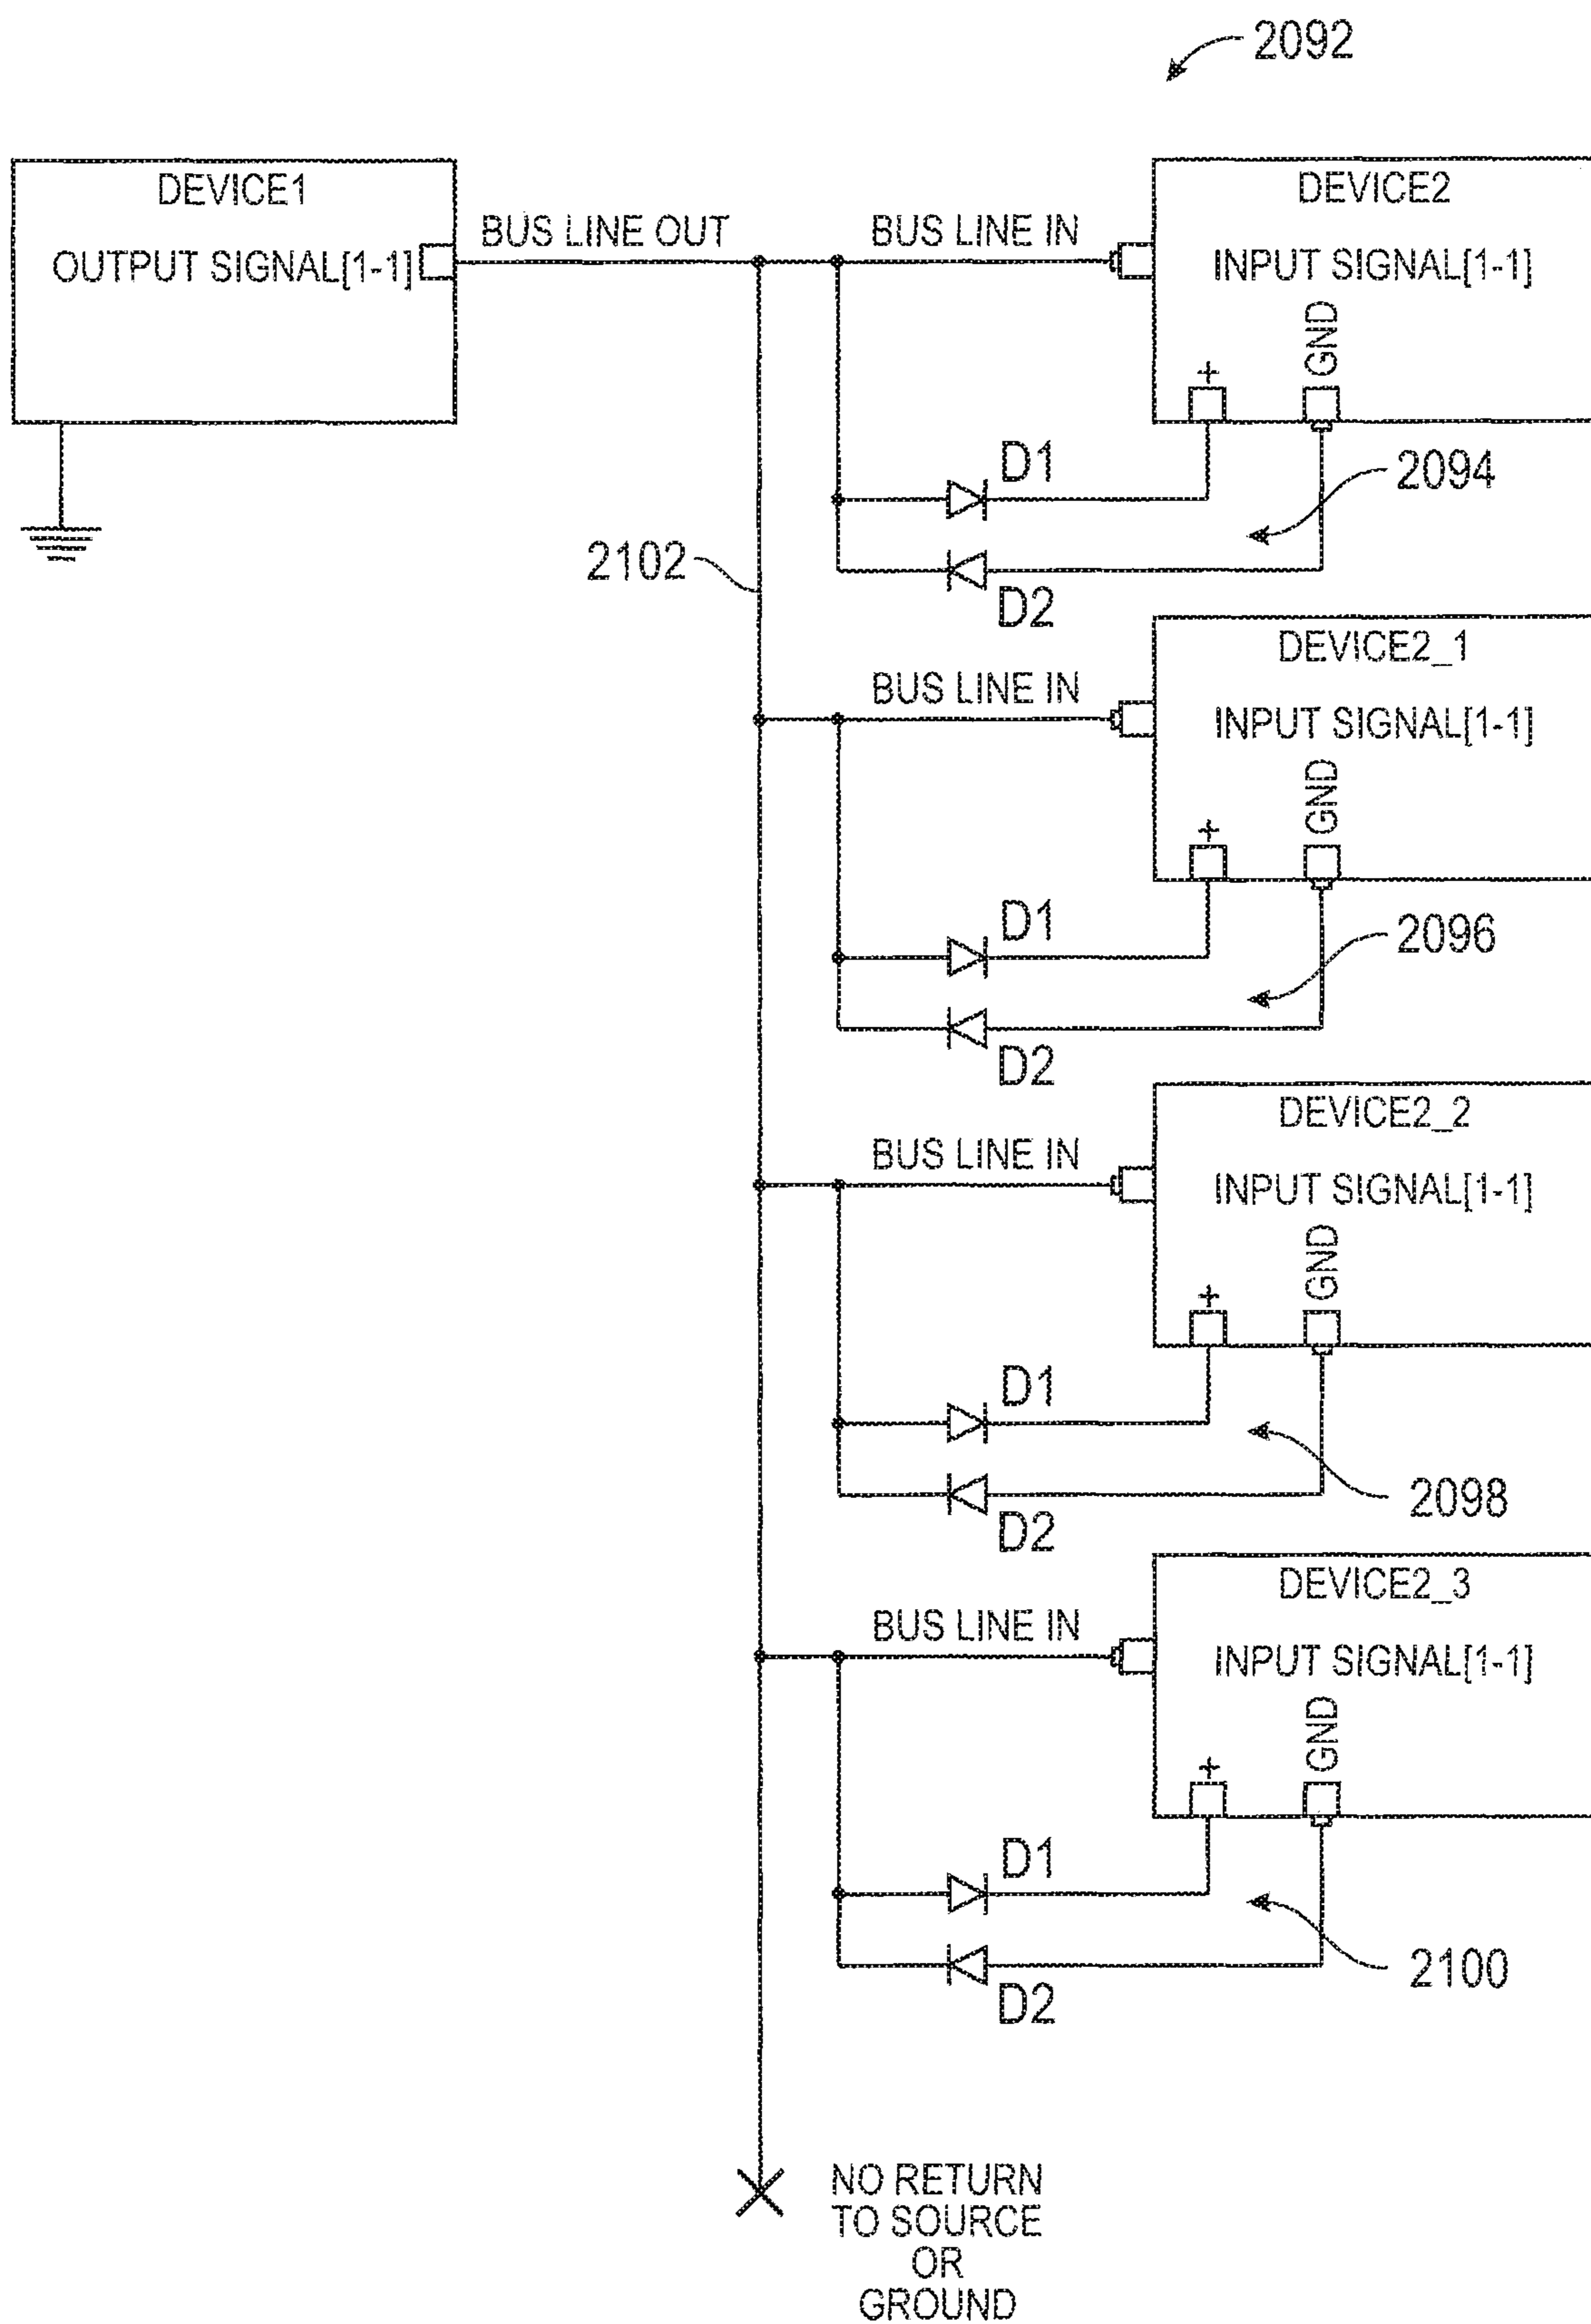 2092
DEVICE1
OUTPUT SIGNAL[1-1]
BUS LINE OUT
BUS LINE IN
DEVICE2
INPUT SIGNAL[1-1]
+
GND
D1
D2
2094
2102
BUS LINE IN
DEVICE2_1
INPUT SIGNAL[1-1]
+
GND
D1
D2
2096
BUS LINE IN
DEVICE2_2
INPUT SIGNAL[1-1]
+
GND
D1
D2
2098
BUS LINE IN
DEVICE2_3
INPUT SIGNAL[1-1]
+
GND
D1
D2
2100
NO RETURN
TO SOURCE
OR
GROUND